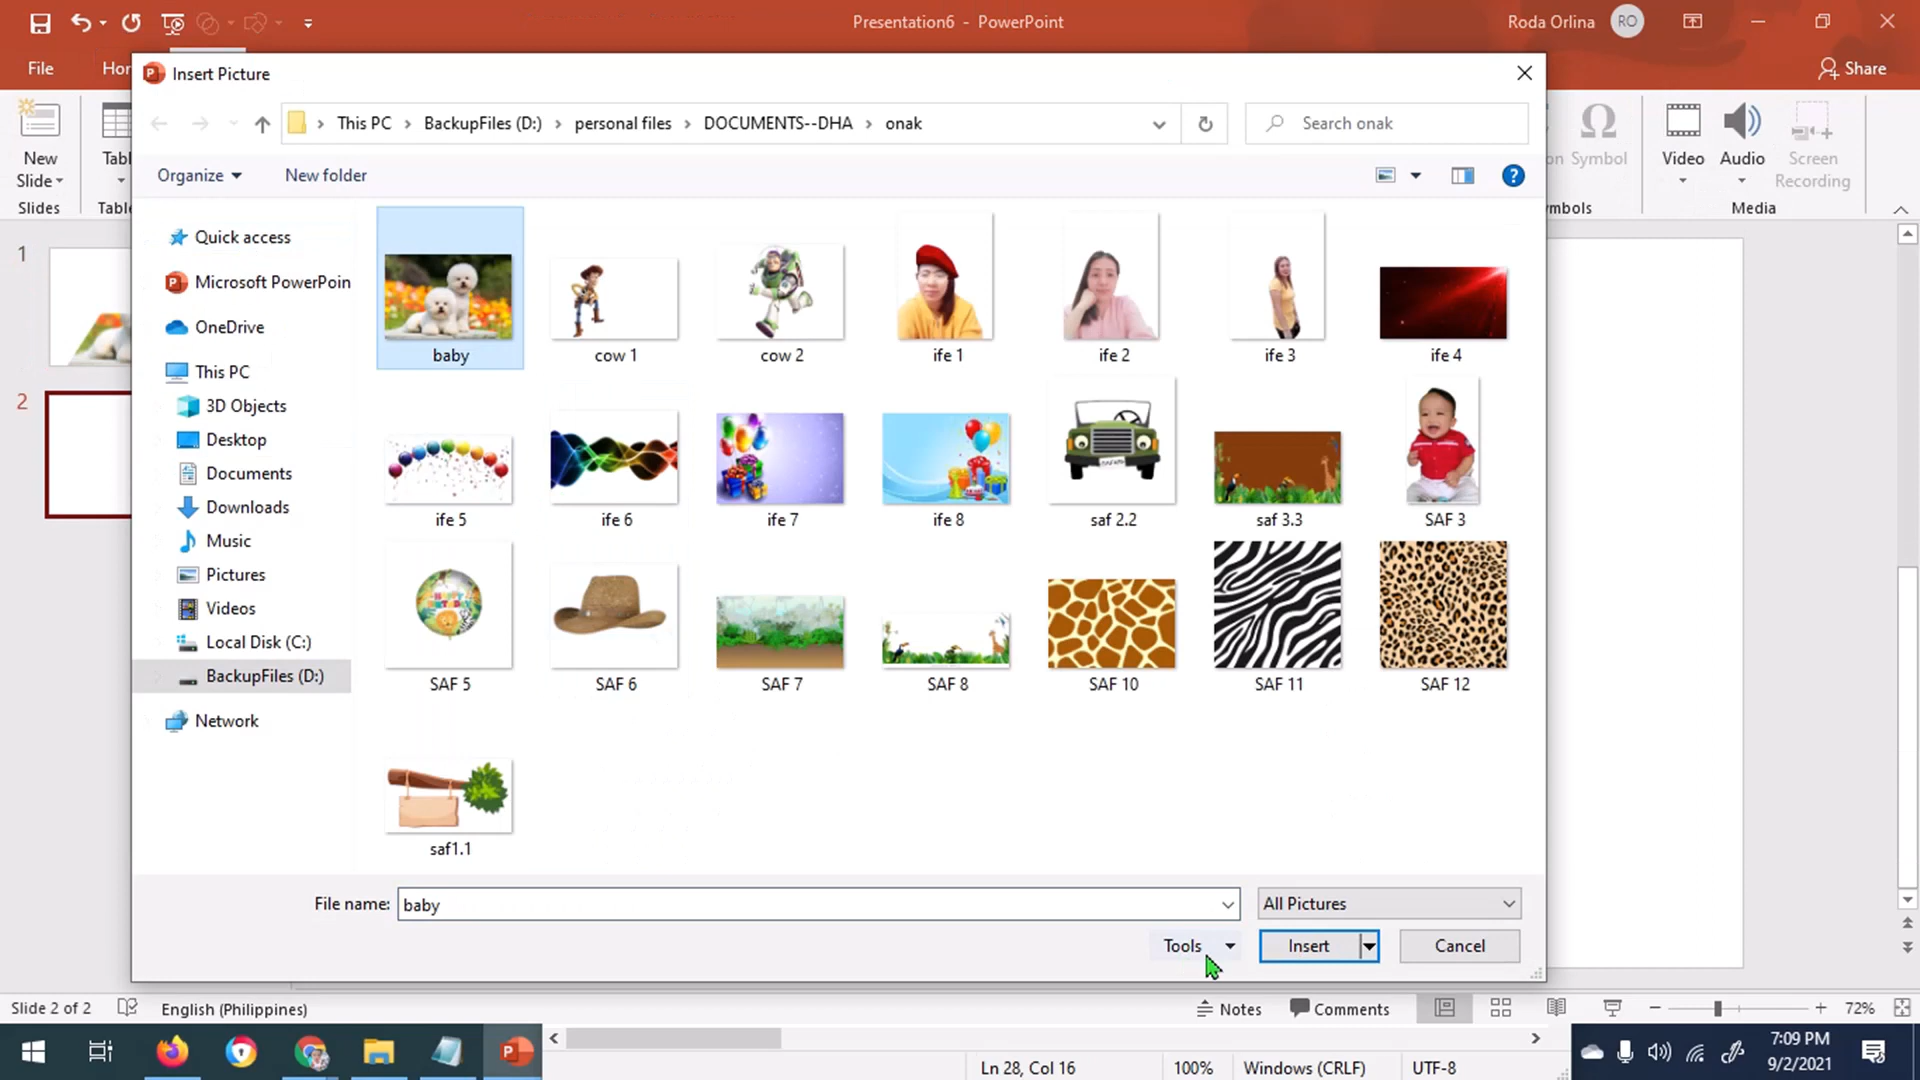 Presentation6 - PowerPoint
Roda Orlina
RO
File
Hor
Share
Insert Picture
This PC
BackupFiles (D:)
personal files
DOCUMENTS--DHA
onak
Search onak
Organize
New folder
New
Slide
Slides
Tabl
Table
on
Symbol
mbols
Video
Audio
Screen
Recording
Media
1
2
Quick access
Microsoft PowerPoin
OneDrive
This PC
3D Objects
Desktop
Documents
Downloads
Music
Pictures
Videos
Local Disk (C:)
BackupFiles (D:)
Network
baby
cow 1
cow 2
ife 1
ife 2
ife 3
ife 4
ife 5
ife 6
ife 7
ife 8
saf 2.2
saf 3.3
SAF 3
SAF 5
SAF 6
SAF 7
SAF 8
SAF 10
SAF 11
SAF 12
saf1.1
File name:
baby
All Pictures
Tools
Insert
Cancel
Slide 2 of 2
English (Philippines)
Notes
Comments
72%
Ln 28, Col 16
100%
Windows (CRLF)
UTF-8
7:09 PM
9/2/2021